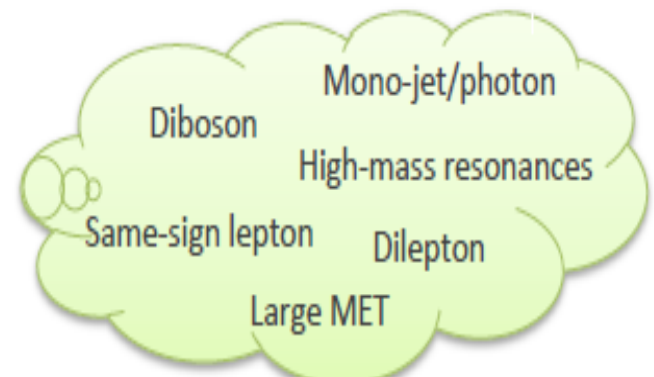 Mono-jet/photon
Diboson
High-mass resonances
Same-sign lepton
Dilepton
Large MET